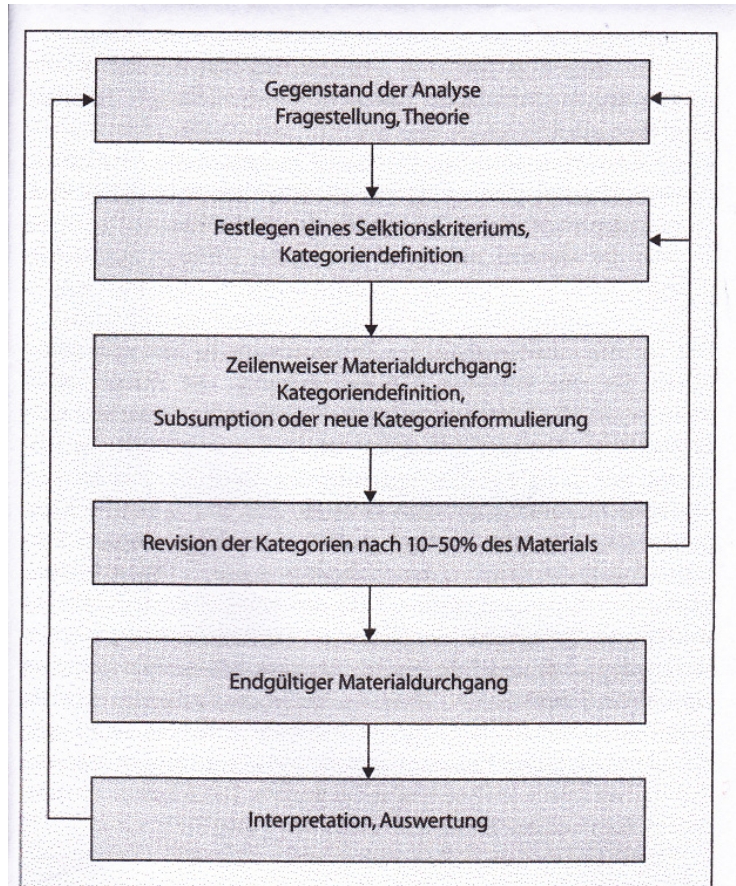 Gegenstand der Analyse
Fragestellung, Theorie
Festlegen eines Selktionskriteriums,
Kategoriendefinition
Zeilenweiser Materialdurchgang:
Kategoriendefinition,
Subsumption oder neue Kategorienformulierung
Revision der Kategorien nach 10–50% des Materials
Endgültiger Materialdurchgang
Interpretation, Auswertung